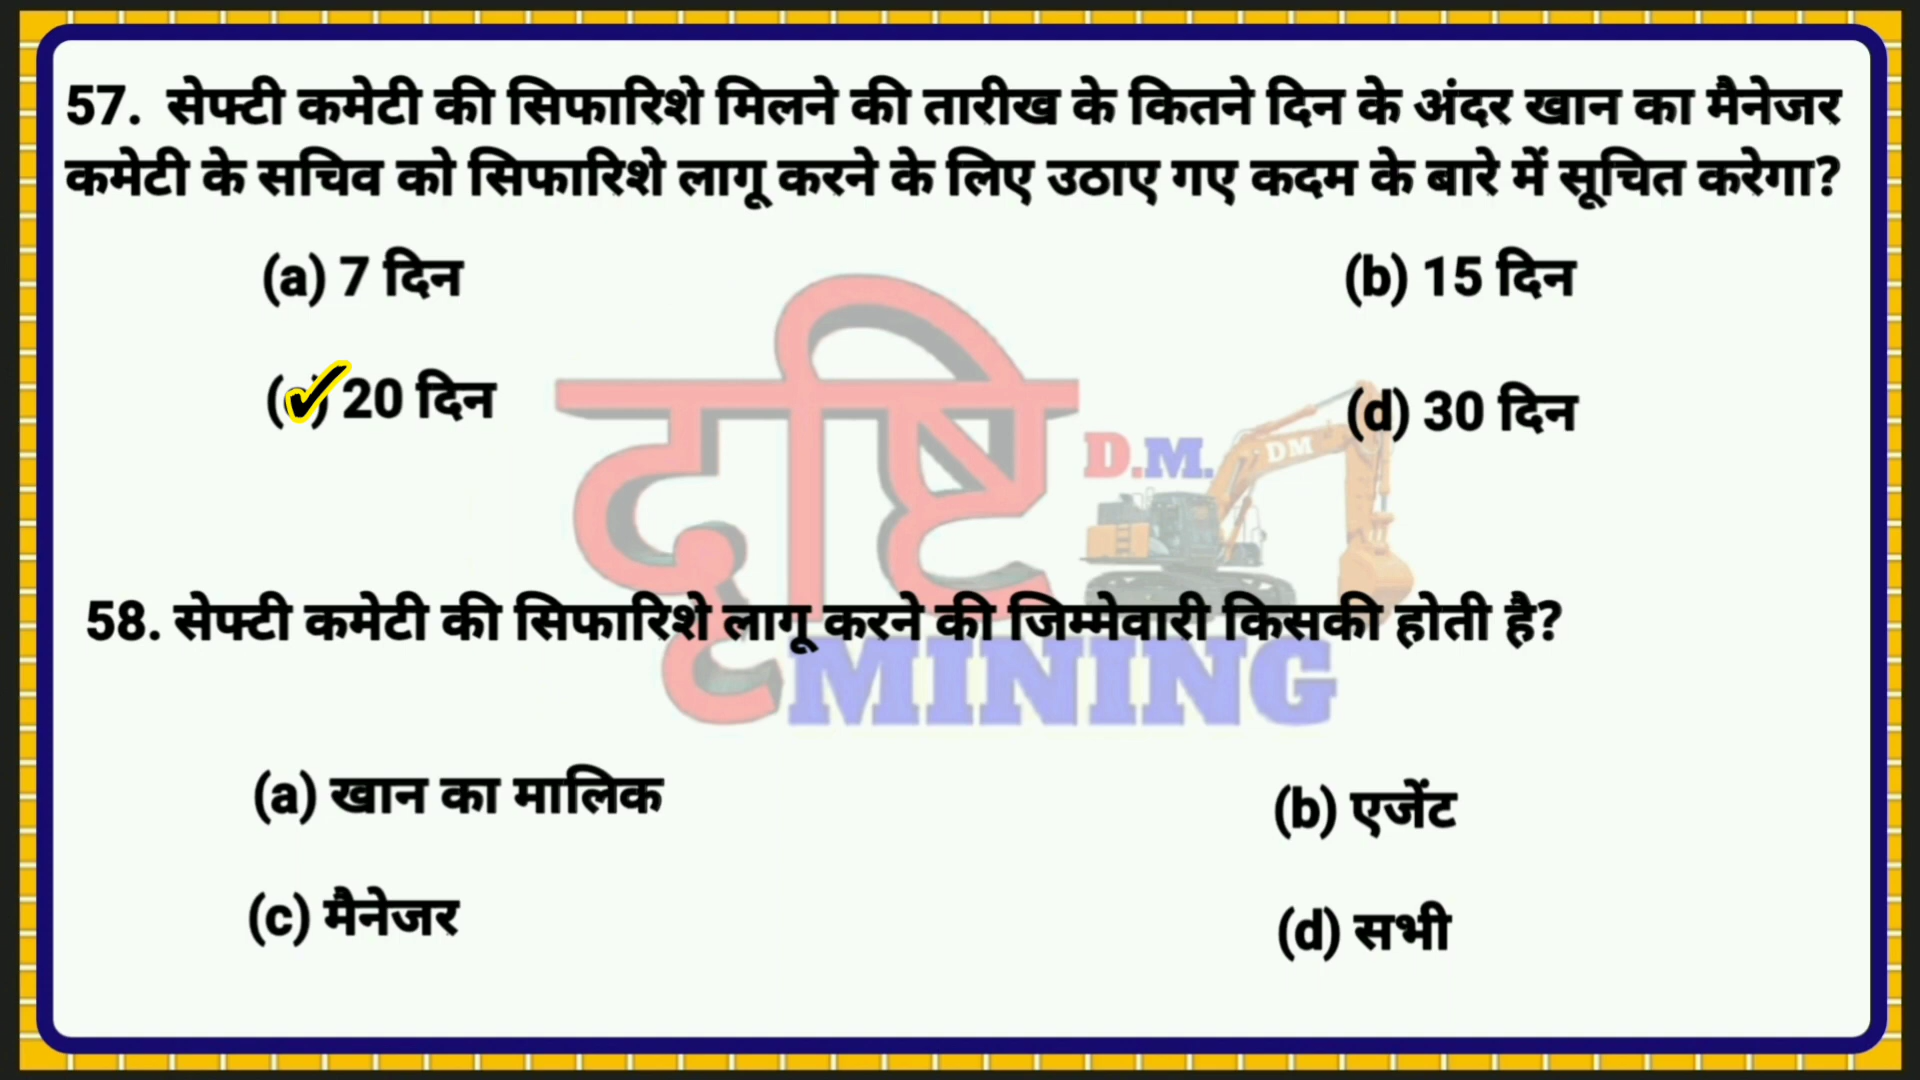 57. सेफ्टी कमेटी की सिफारिशे मिलने की तारीख के कितने दिन के अंदर खान का मैनेजर
कमेटी के सचिव को सिफारिशे लागू करने के लिए उठाए गए कदम के बारे में सूचित करेगा?
(a) 7 दिन (b) 15 दिन
(c) 20 दिन (d) 30 दिन
दृष्टि D.M. DM
58. सेफ्टी कमेटी की सिफारिशे लागू करने की जिम्मेवारी किसकी होती है?
MINING
(a) खान का मालिक (b) एजेंट
(c) मैनेजर (d) सभी